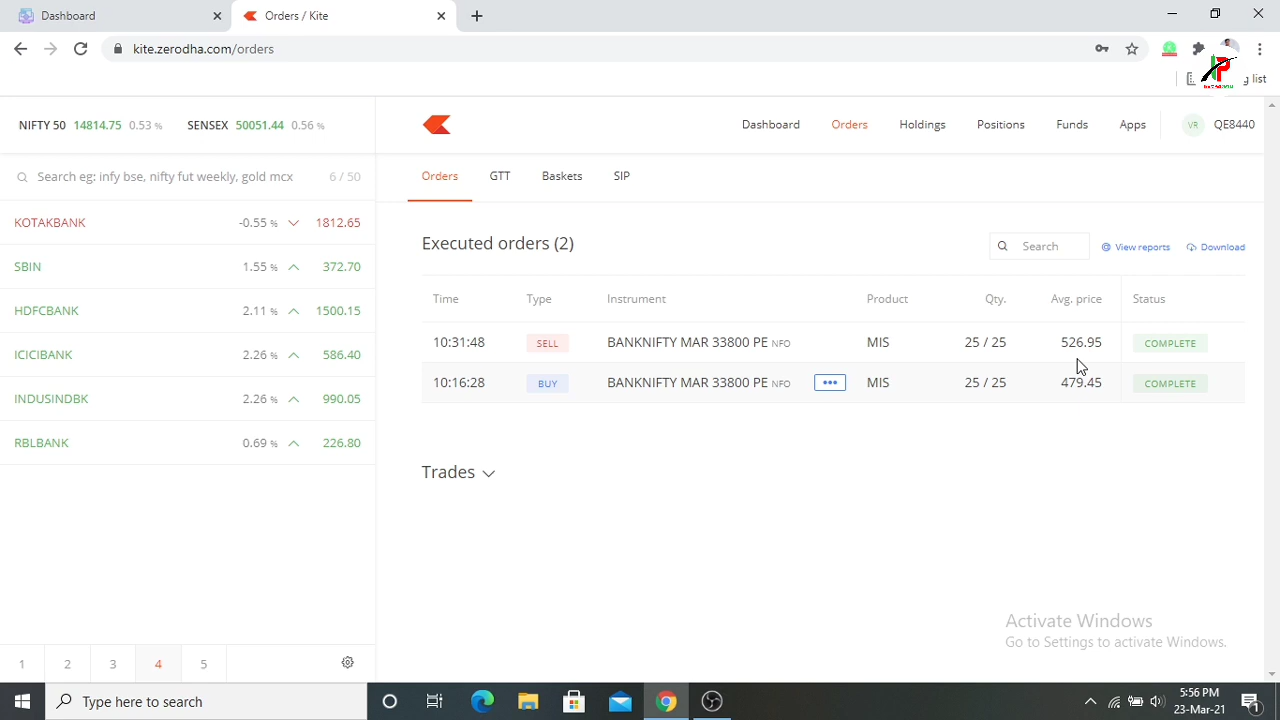 Dashboard
Orders / Kite
kite.zerodha.com/orders
g list
NIFTY 50 14814.75 0.53 % SENSEX 50051.44 0.56 %
Dashboard Orders Holdings Positions Funds Apps VR QE8440
Search eg: infy bse, nifty fut weekly, gold mcx 6 / 50
Orders GTT Baskets SIP
KOTAKBANK -0.55 % 1812.65
SBIN 1.55 % 372.70
HDFCBANK 2.11 % 1500.15
ICICIBANK 2.26 % 586.40
INDUSINDBK 2.26 % 990.05
RBLBANK 0.69 % 226.80
Executed orders (2)
Search View reports Download
Time Type Instrument Product Qty. Avg. price Status
10:31:48 SELL BANKNIFTY MAR 33800 PE NFO MIS 25 / 25 526.95 COMPLETE
10:16:28 BUY BANKNIFTY MAR 33800 PE NFO ••• MIS 25 / 25 479.45 COMPLETE
Trades
Activate Windows
Go to Settings to activate Windows.
1 2 3 4 5
Type here to search
5:56 PM
23-Mar-21
1